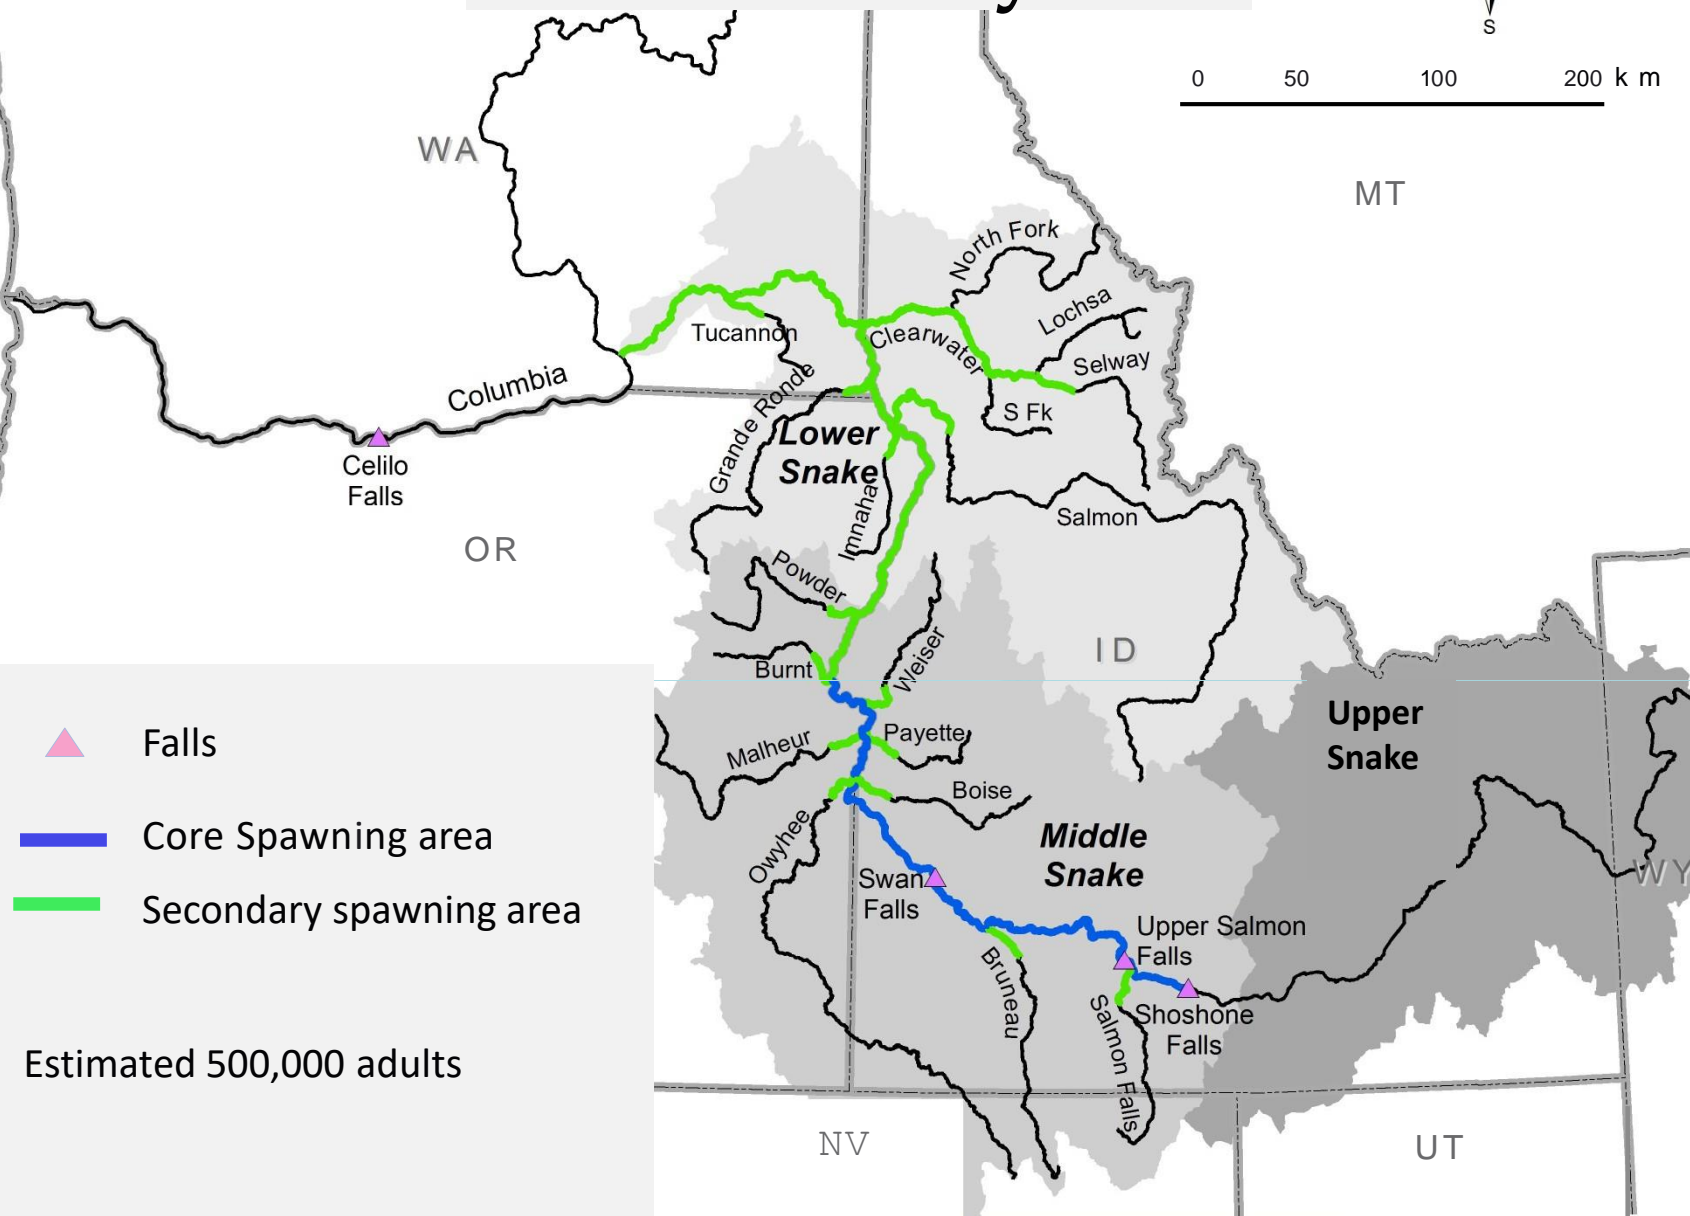 S
0 50 100 200 k m
WA
MT
North Fork
Lochsa
Tucannon
Clearwater
Selway
Columbia
Grande Ronde
S Fk
Lower
Snake
Celilo
Falls
Imnaha
Salmon
OR
Powder
ID
Weiser
Burnt
Upper
Snake
Falls
Malheur
Payette
Boise
Core Spawning area
Owyhee
Middle
Snake
WY
Swan
Falls
Secondary spawning area
Upper Salmon
Falls
Bruneau
Salmon Falls
Shoshone
Falls
Estimated 500,000 adults
NV
UT